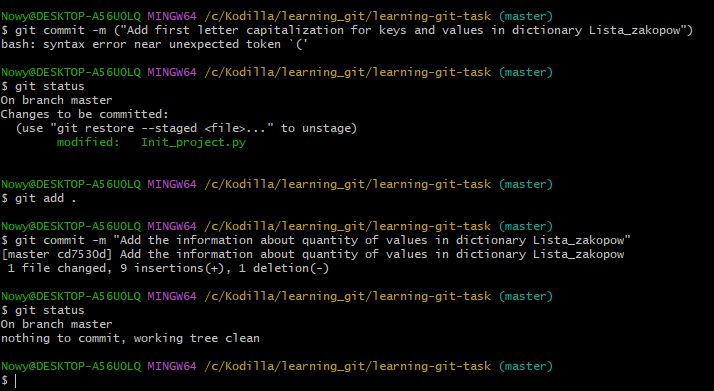 Nowy@DESKTOP-A56UOLQ MINGW64 /c/Kodilla/learning_git/learning-git-task (master)
$ git commit -m ("Add first letter capitalization for keys and values in dictionary Lista_zakopow")
bash: syntax error near unexpected token `('
Nowy@DESKTOP-A56UOLQ MINGW64 /c/Kodilla/learning_git/learning-git-task (master)
$ git status
On branch master
Changes to be committed:
  (use "git restore --staged <file>..." to unstage)
        modified:   Init_project.py
Nowy@DESKTOP-A56UOLQ MINGW64 /c/Kodilla/learning_git/learning-git-task (master)
$ git add .
Nowy@DESKTOP-A56UOLQ MINGW64 /c/Kodilla/learning_git/learning-git-task (master)
$ git commit -m "Add the information about quantity of values in dictionary Lista_zakopow"
[master cd7530d] Add the information about quantity of values in dictionary Lista_zakopow
 1 file changed, 9 insertions(+), 1 deletion(-)
Nowy@DESKTOP-A56UOLQ MINGW64 /c/Kodilla/learning_git/learning-git-task (master)
$ git status
On branch master
nothing to commit, working tree clean
Nowy@DESKTOP-A56UOLQ MINGW64 /c/Kodilla/learning_git/learning-git-task (master)
$